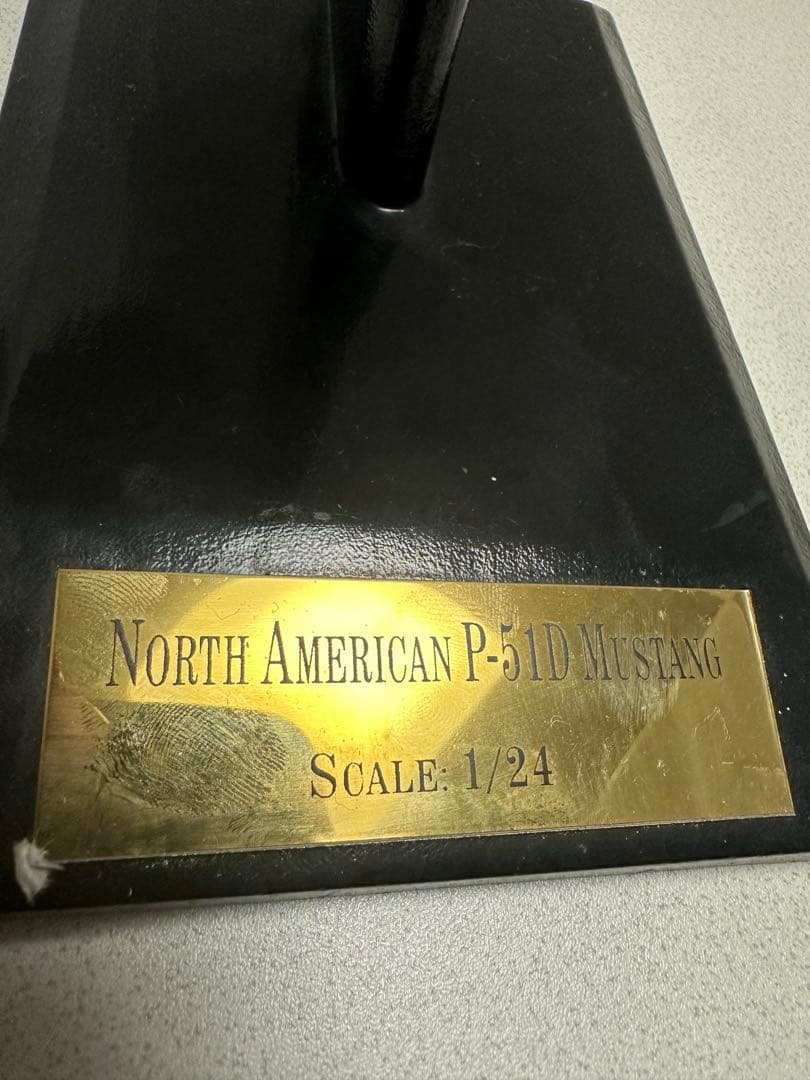 North American P-51D Mustang
Scale: 1/24